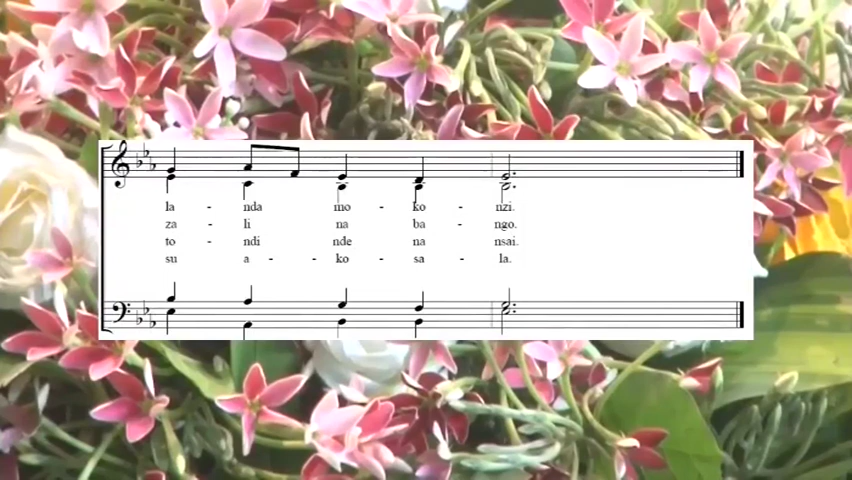 la - nda mo - ko - nzi.
za - li na ba - ngo.
to - ndi nde na nsai.
su a - - ko - sa - la.